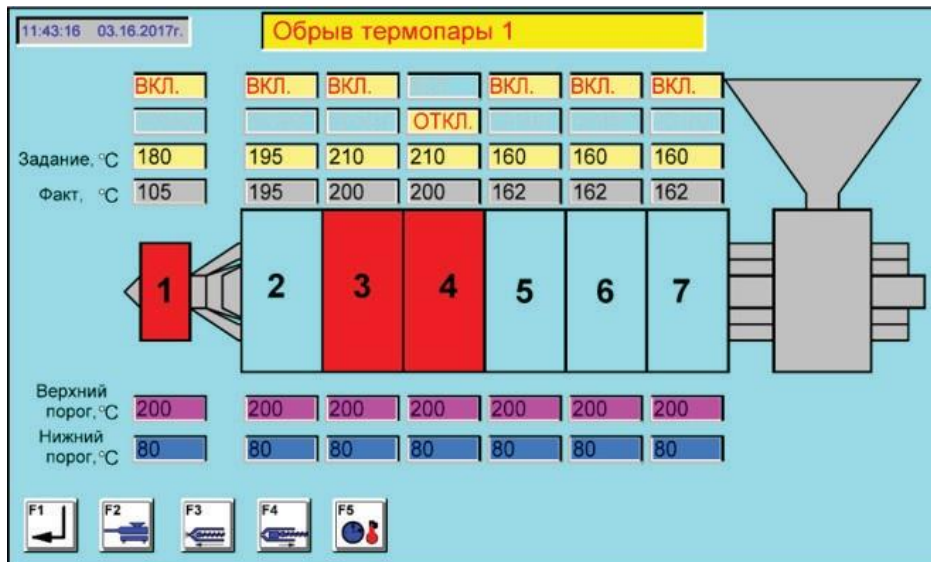 11:43:16 03.16.2017г.
Обрыв термопары 1
ВКЛ. ВКЛ. ВКЛ. ВКЛ. ВКЛ. ВКЛ.
ОТКЛ.
Задание, °С 180 195 210 210 160 160 160
Факт, °С 105 195 200 200 162 162 162
1 2 3 4 5 6 7
Верхний
порог, °С 200 200 200 200 200 200 200
Нижний
порог, °С 80 80 80 80 80 80 80
F1 F2 F3 F4 F5